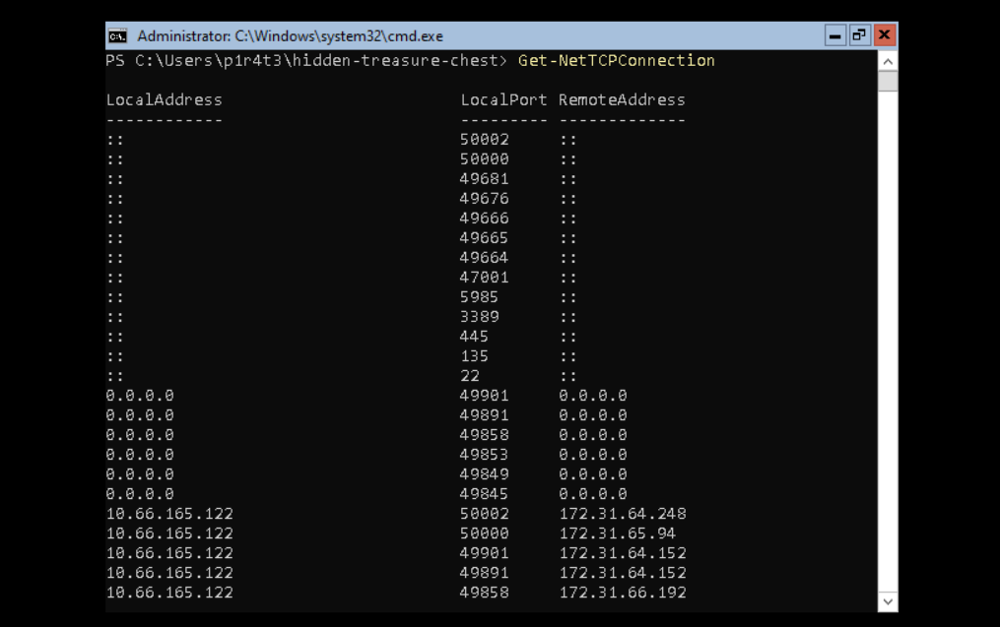 Administrator: C:\Windows\system32\cmd.exe
PS C:\Users\p1r4t3\hidden-treasure-chest> Get-NetTCPConnection
LocalAddress LocalPort RemoteAddress
------------ --------- -------------
:: 50002 ::
:: 50000 ::
:: 49681 ::
:: 49676 ::
:: 49666 ::
:: 49665 ::
:: 49664 ::
:: 47001 ::
:: 5985 ::
:: 3389 ::
:: 445 ::
:: 135 ::
:: 22 ::
0.0.0.0 49901 0.0.0.0
0.0.0.0 49891 0.0.0.0
0.0.0.0 49858 0.0.0.0
0.0.0.0 49853 0.0.0.0
0.0.0.0 49849 0.0.0.0
0.0.0.0 49845 0.0.0.0
10.66.165.122 50002 172.31.64.248
10.66.165.122 50000 172.31.65.94
10.66.165.122 49901 172.31.64.152
10.66.165.122 49891 172.31.64.152
10.66.165.122 49858 172.31.66.192